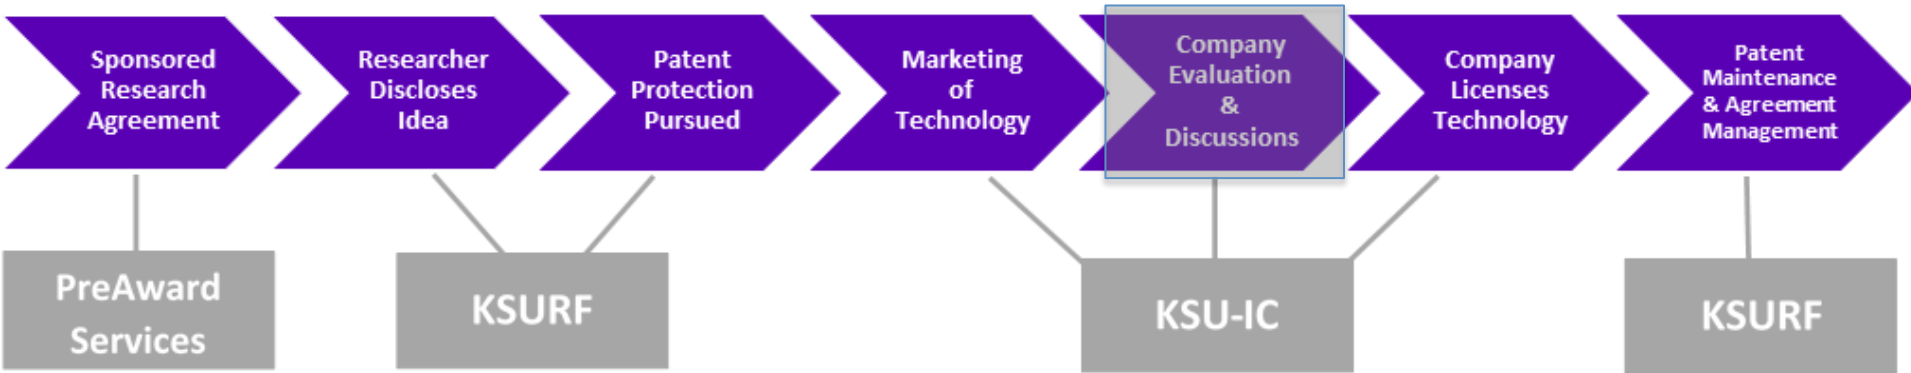 Sponsored
Research
Agreement
Researcher
Discloses
Idea
Patent
Protection
Pursued
Marketing
of
Technology
Company
Evaluation
&
Discussions
Company
Licenses
Technology
Patent
Maintenance
& Agreement
Management
PreAward
Services
KSURF
KSU-IC
KSURF